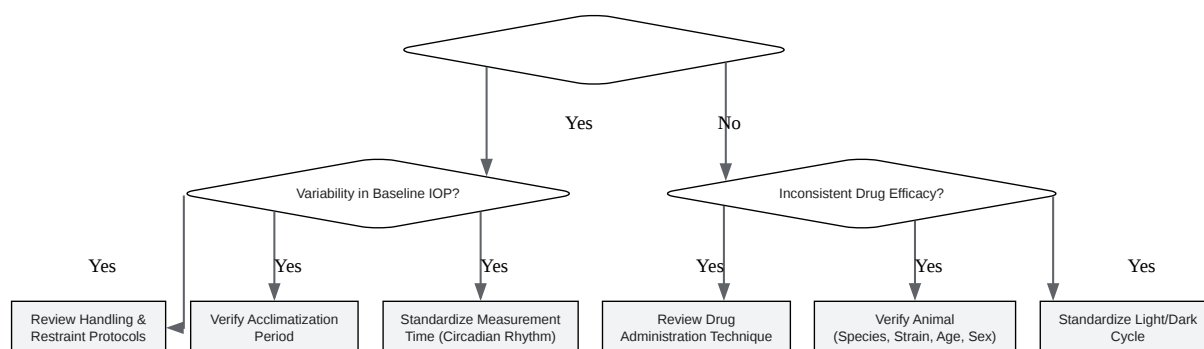 Yes
No
Variability in Baseline IOP?
Inconsistent Drug Efficacy?
Yes
Yes
Yes
Yes
Yes
Yes
Review Handling &
Restraint Protocols
Verify Acclimatization
Period
Standardize Measurement
Time (Circadian Rhythm)
Review Drug
Administration Technique
Verify Animal
(Species, Strain, Age, Sex)
Standardize Light/Dark
Cycle